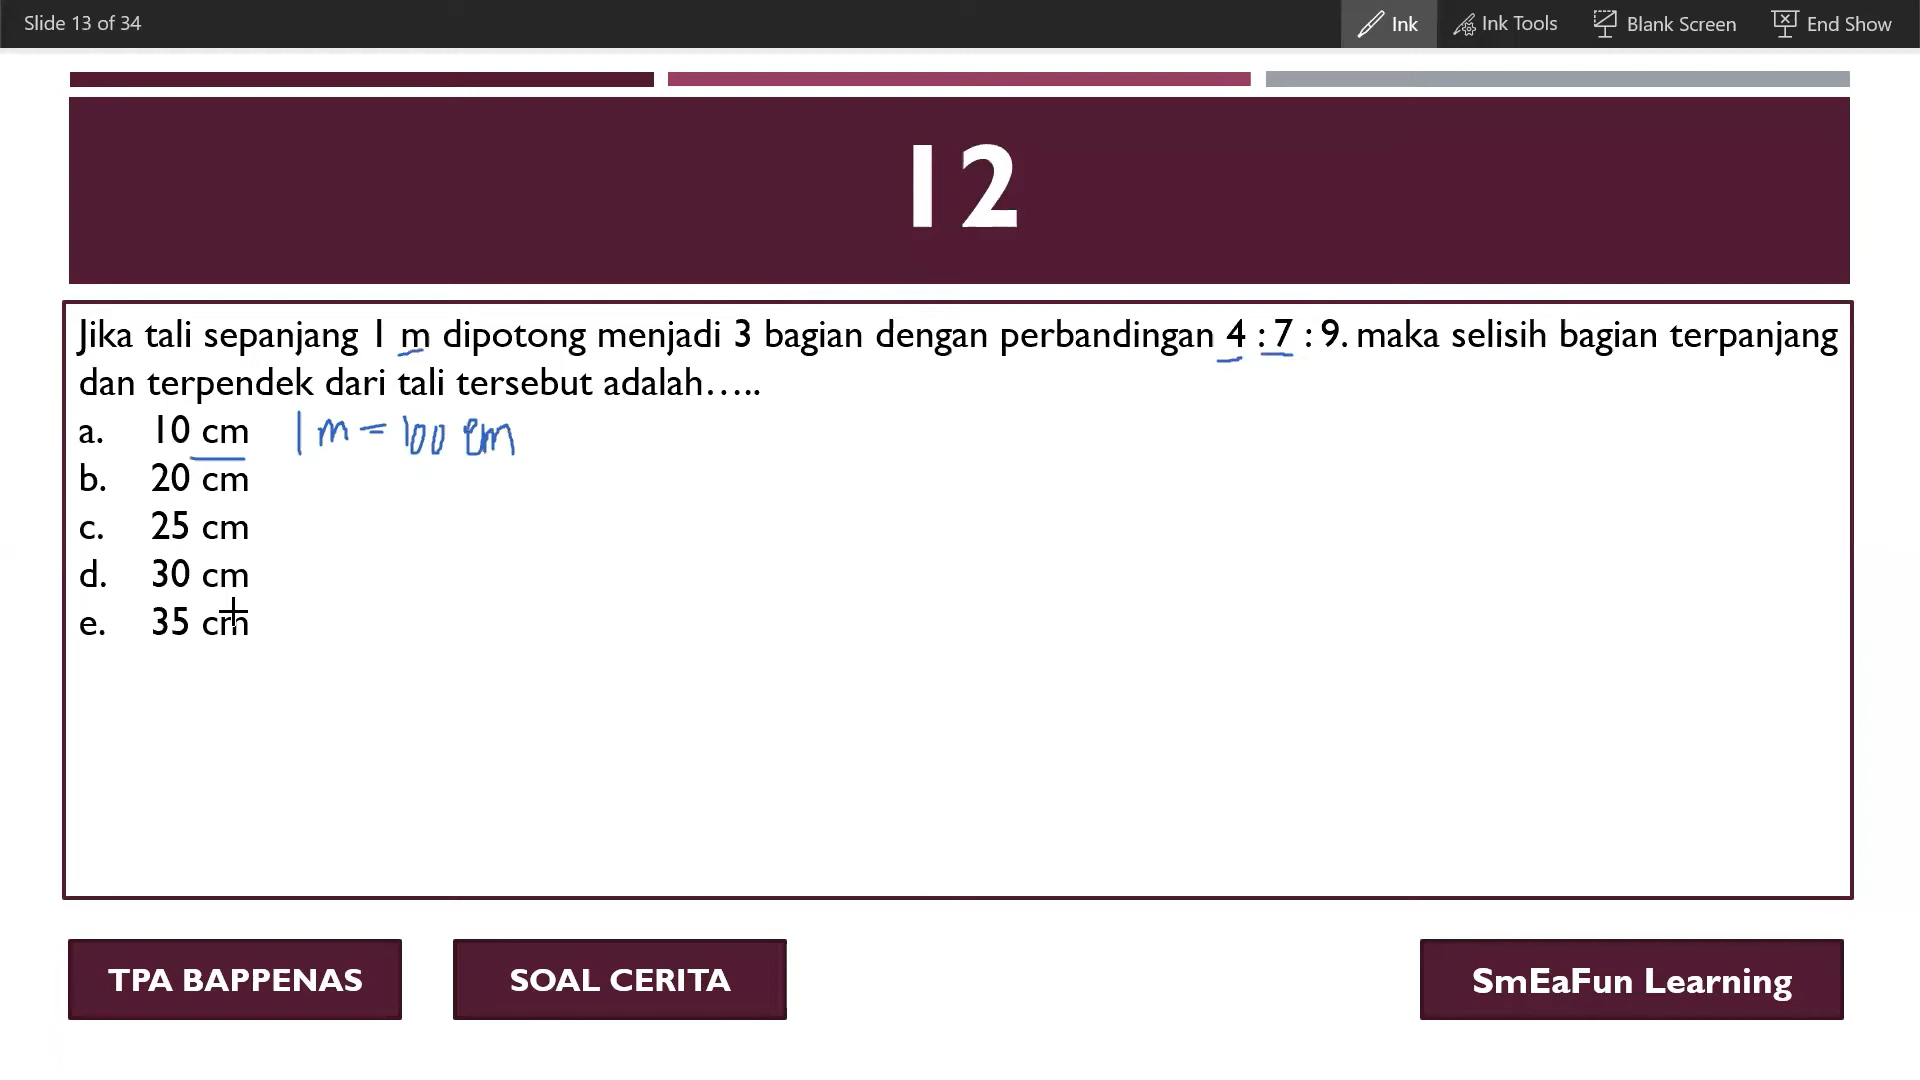 Slide 13 of 34
Ink
Ink Tools
Blank Screen
End Show
12
Jika tali sepanjang 1 m dipotong menjadi 3 bagian dengan perbandingan 4 : 7 : 9. maka selisih bagian terpanjang
dan terpendek dari tali tersebut adalah…..
a. 10 cm 1 m = 100 cm
b. 20 cm
c. 25 cm
d. 30 cm
e. 35 cm
TPA BAPPENAS
SOAL CERITA
SmEaFun Learning